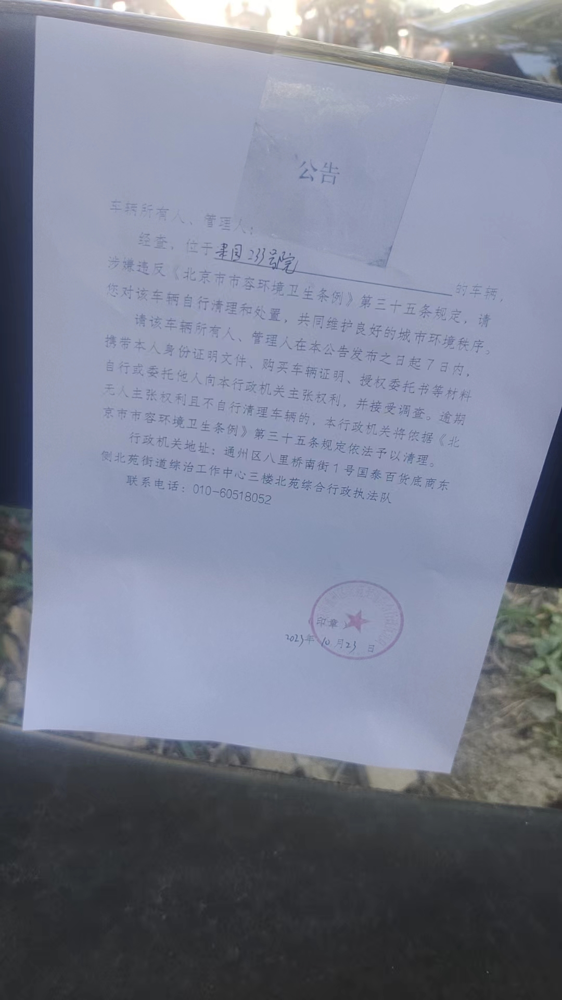 公告
车辆所有人、管理人：
经查，位于果园233号院的车辆，
涉嫌违反《北京市市容环境卫生条例》第三十五条规定，请
您对该车辆自行清理和处置，共同维护良好的城市环境秩序。
请该车辆所有人、管理人在本公告发布之日起7日内，
携带本人身份证明文件、购买车辆证明、授权委托书等材料
自行或委托他人向本行政机关主张权利，并接受调查。逾期
无人主张权利且不自行清理车辆的，本行政机关将依据《北
京市市容环境卫生条例》第三十五条规定依法予以清理。
行政机关地址：通州区八里桥南街1号国泰百货底商东
侧北苑街道综治工作中心三楼北苑综合行政执法队
联系电话：010-60518052
（印章）
2023年10月23日